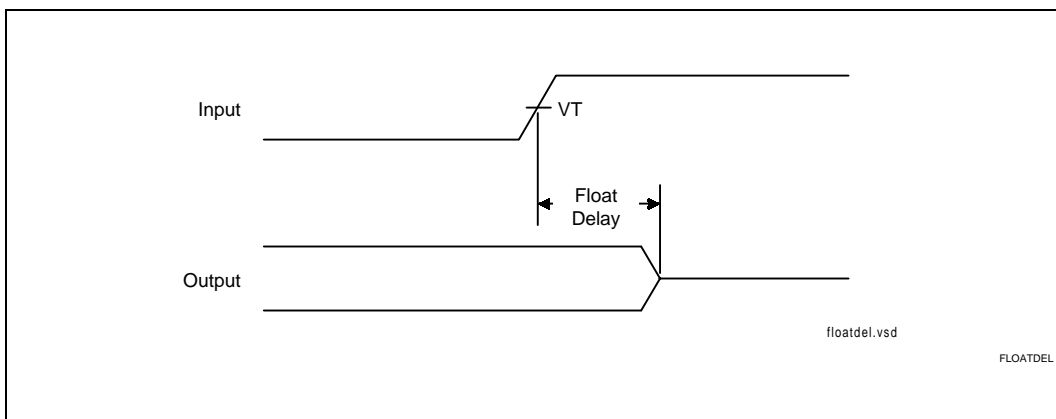 Input
VT
Float
Delay
Output
floatdel.vsd
FLOATDEL